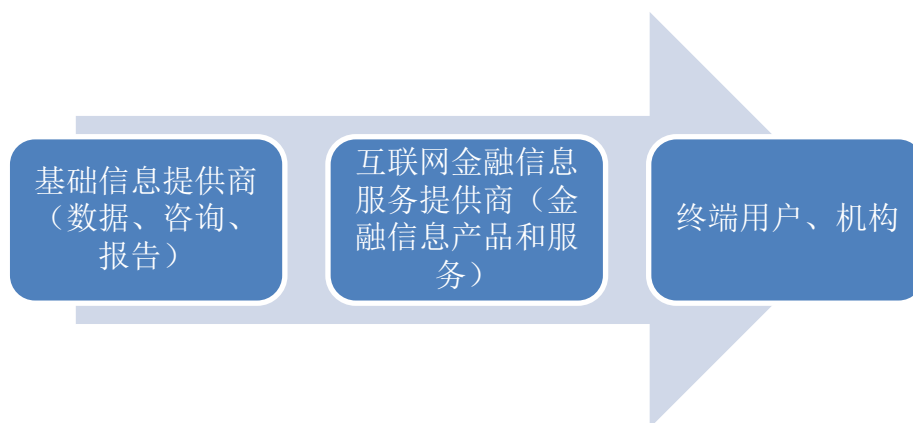 基础信息提供商
（数据、咨询、
报告）
互联网金融信息
服务提供商（金
融信息产品和服
务）
终端用户、机构